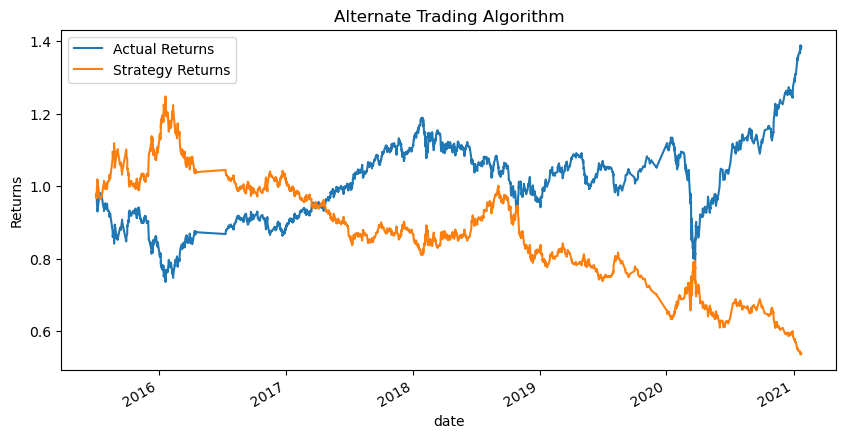 Alternate Trading Algorithm
Actual Returns
Strategy Returns
Returns
1.4
1.2
1.0
0.8
0.6
2016
2017
2018
2019
2020
2021
date